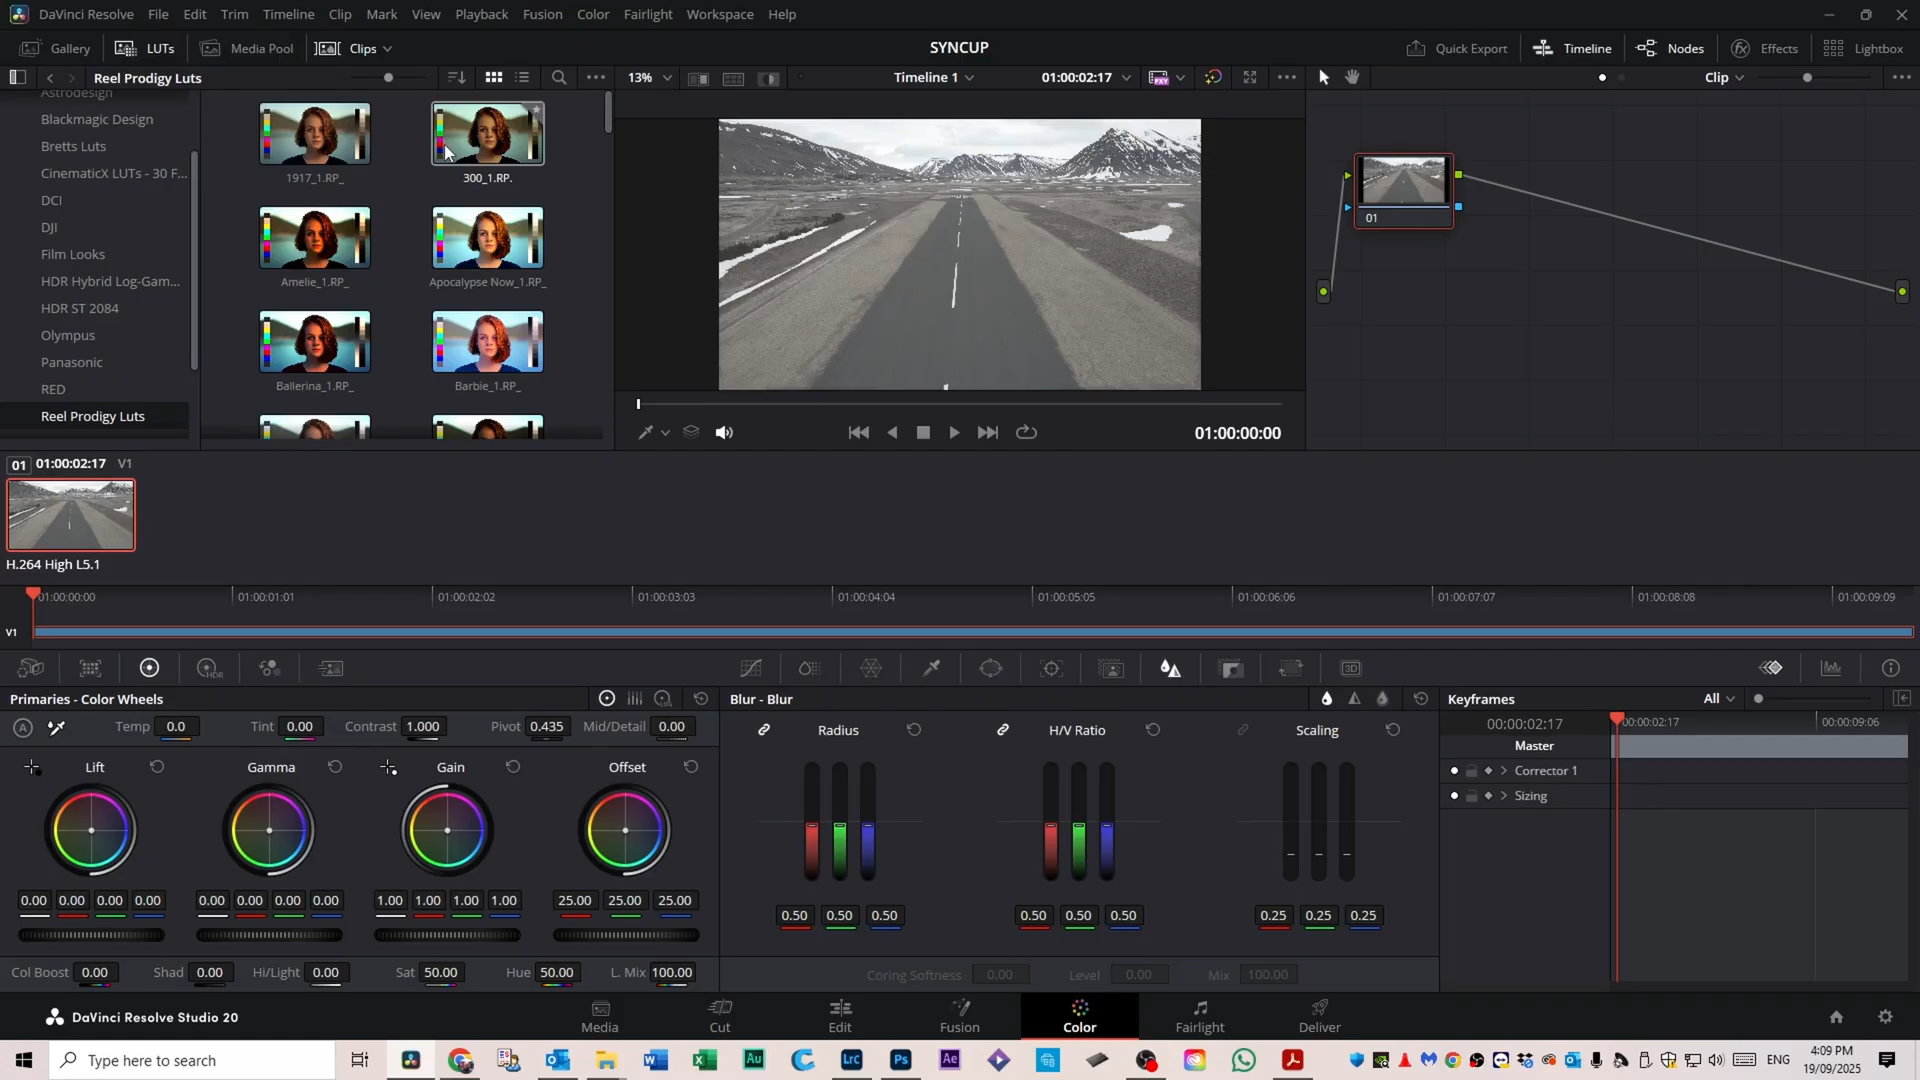 DaVinci Resolve File Edit Trim Timeline Clip Mark View Playback Fusion Color Fairlight Workspace Help
Gallery LUTs Media Pool Clips SYNCUP Quick Export Timeline Nodes Effects Lightbox
Reel Prodigy Luts 13% Timeline 1 01:00:02:17 Clip
Astrodesign
Blackmagic Design
Bretts Luts
CinematicX LUTs - 30 F...
DCI
DJI
Film Looks
HDR Hybrid Log-Gam...
HDR ST 2084
Olympus
Panasonic
RED
Reel Prodigy Luts
1917_1.RP_ 300_1.RP.
Amelie_1.RP_ Apocalypse Now_1.RP_
Ballerina_1.RP_ Barbie_1.RP_
01:00:00:00
01
01 01:00:02:17 V1
H.264 High L5.1
01:00:00:00 01:00:01:01 01:00:02:02 01:00:03:03 01:00:04:04 01:00:05:05 01:00:06:06 01:00:07:07 01:00:08:08 01:00:09:09
V1
HDR 3D
Primaries - Color Wheels Blur - Blur Keyframes All
A Temp 0.0 Tint 0.00 Contrast 1.000 Pivot 0.435 Mid/Detail 0.00
Lift Gamma Gain Offset
0.00 0.00 0.00 0.00 0.00 0.00 0.00 0.00 1.00 1.00 1.00 1.00 25.00 25.00 25.00
Col Boost 0.00 Shad 0.00 Hi/Light 0.00 Sat 50.00 Hue 50.00 L. Mix 100.00
Radius H/V Ratio Scaling
0.50 0.50 0.50 0.50 0.50 0.50 0.25 0.25 0.25
Coring Softness 0.00 Level 0.00 Mix 100.00
00:00:02:17 00:00:02:17 00:00:09:06
Master
Corrector 1
Sizing
DaVinci Resolve Studio 20 Media Cut Edit Fusion Color Fairlight Deliver
Type here to search Au Lrc Ps Ae ENG 4:09 PM
19/09/2025